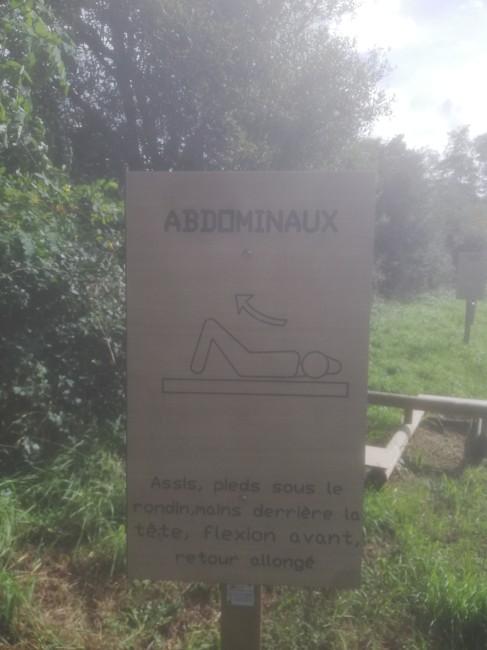 ABDOMINAUX
Assis, pieds sous le
rondin,mains derrière la
tête, flexion avant,
retour allongé